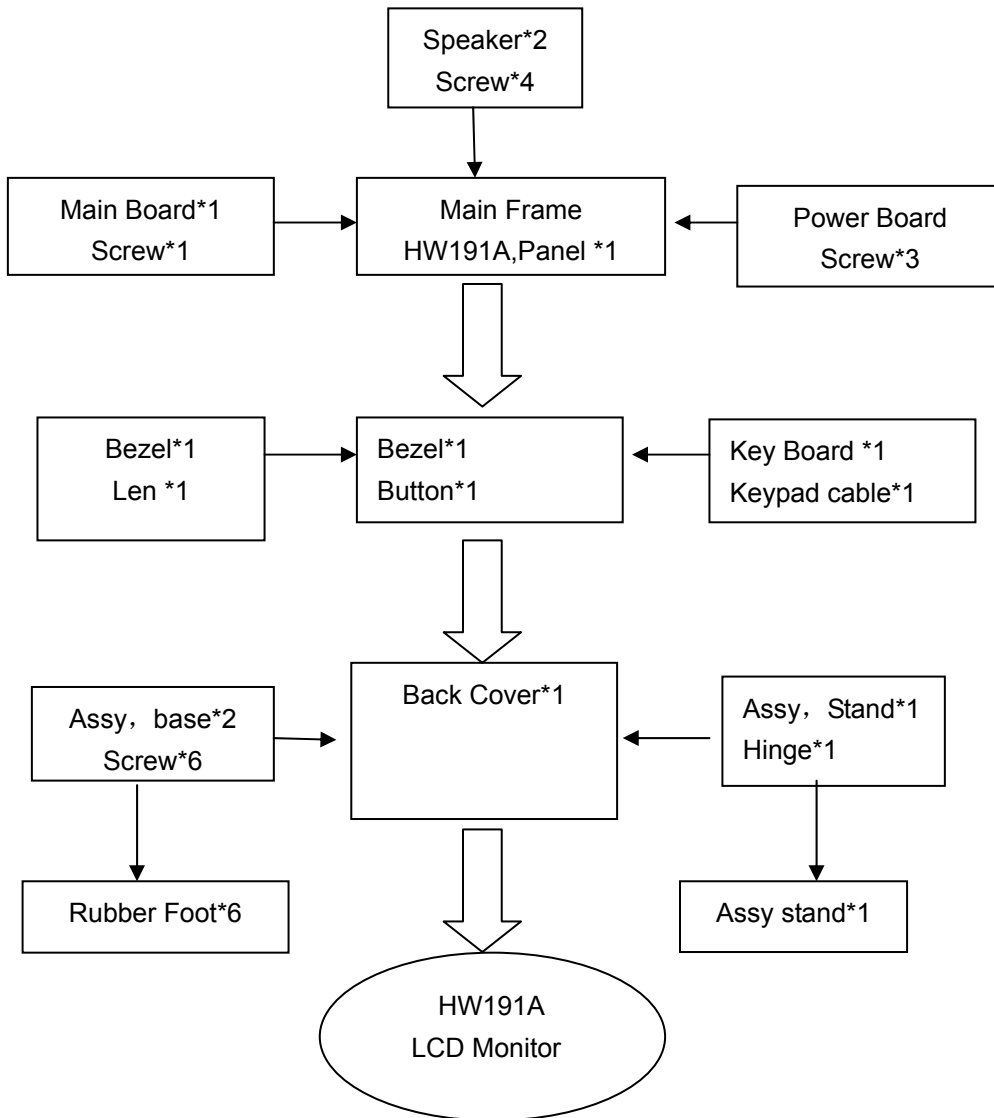 Speaker*2
Screw*4
Main Board*1
Screw*1
Main Frame
HW191A,Panel *1
Power Board
Screw*3
Bezel*1
Len *1
Bezel*1
Button*1
Key Board *1
Keypad cable*1
Back Cover*1
Assy，base*2
Screw*6
Assy，Stand*1
Hinge*1
Rubber Foot*6
Assy stand*1
HW191A
LCD Monitor